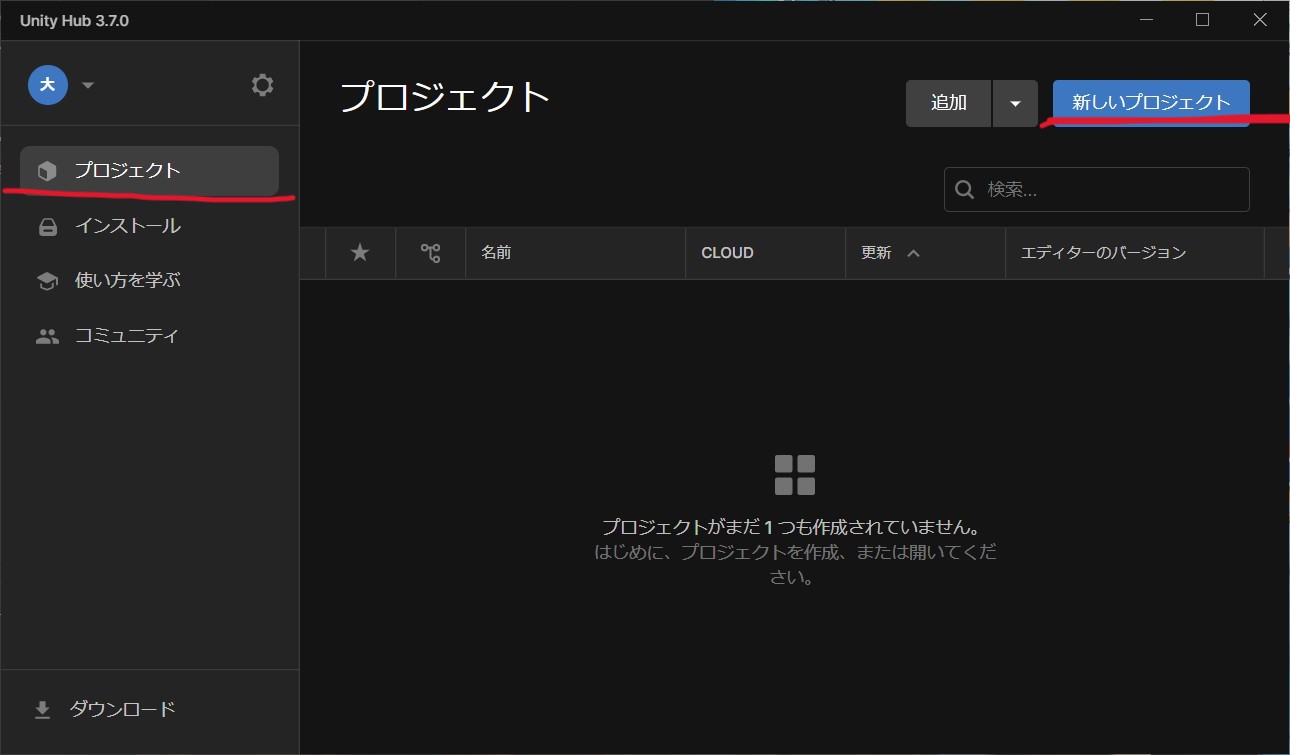 Unity Hub 3.7.0
大
プロジェクト
インストール
使い方を学ぶ
コミュニティ
ダウンロード
プロジェクト
追加
新しいプロジェクト
検索...
名前
CLOUD
更新
エディターのバージョン
プロジェクトがまだ1つも作成されていません。
はじめに、プロジェクトを作成、または開いてくだ
さい。